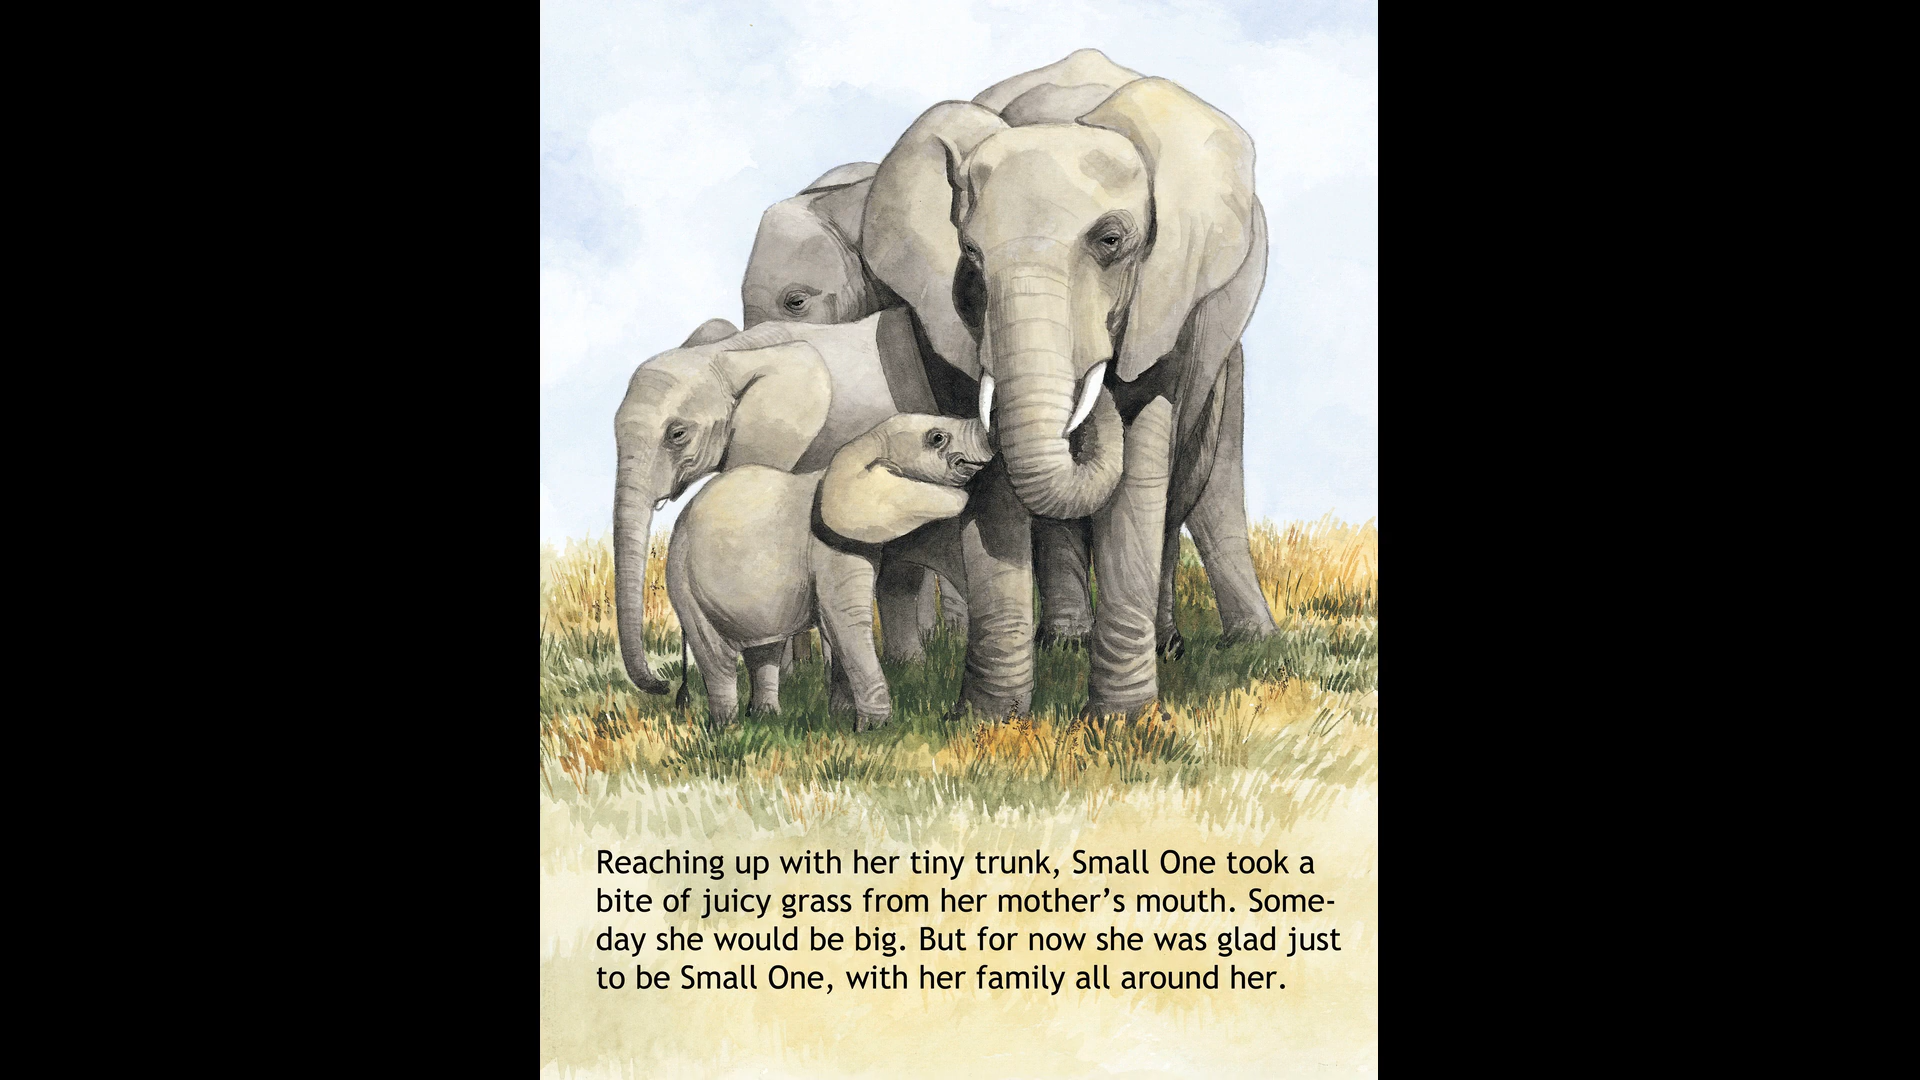 Reaching up with her tiny trunk, Small One took a
bite of juicy grass from her mother’s mouth. Some-
day she would be big. But for now she was glad just
to be Small One, with her family all around her.